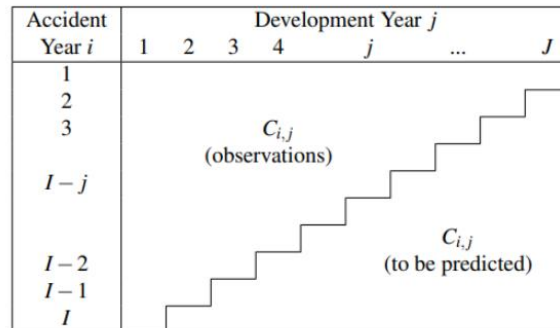 Accident Development Year j
Year i 1 2 3 4 j ... J
1
2
3 C_{i,j}
(observations)
I − j
C_{i,j}
I − 2 (to be predicted)
I − 1
I